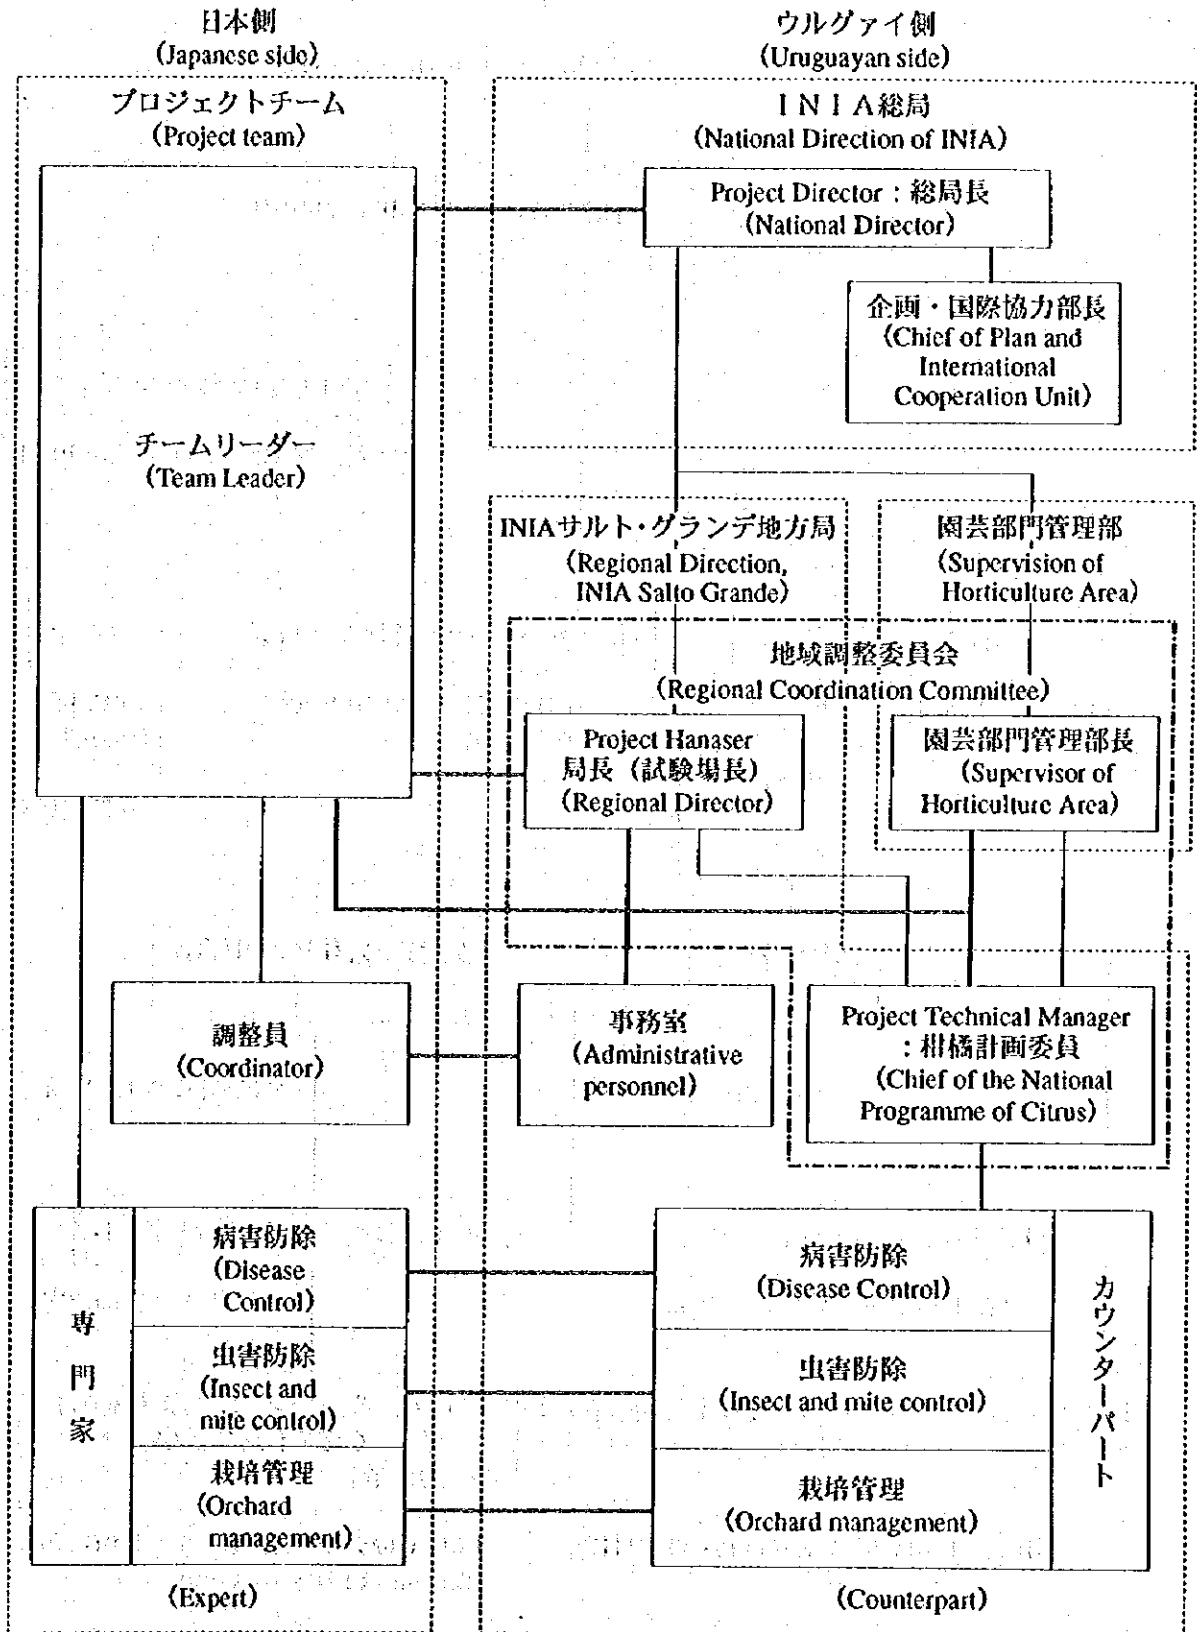 日本側
(Japanese side)
ウルグァイ側
(Uruguayan side)
プロジェクトチーム
(Project team)
INIA総局
(National Direction of INIA)
チームリーダー
(Team Leader)
Project Director：総局長
(National Director)
企画・国際協力部長
(Chief of Plan and
International
Cooperation Unit)
INIAサルト・グランデ地方局
(Regional Direction,
INIA Salto Grande)
園芸部門管理部
(Supervision of
Horticulture Area)
地域調整委員会
(Regional Coordination Committee)
Project Hanaser
局長（試験場長）
(Regional Director)
園芸部門管理部長
(Supervisor of
Horticulture Area)
調整員
(Coordinator)
事務室
(Administrative
personnel)
Project Technical Manager
：柑橘計画委員
(Chief of the National
Programme of Citrus)
専門家
病害防除
(Disease
Control)
虫害防除
(Insect and
mite control)
栽培管理
(Orchard
management)
(Expert)
病害防除
(Disease Control)
虫害防除
(Insect and mite control)
栽培管理
(Orchard management)
カウンターパート
(Counterpart)